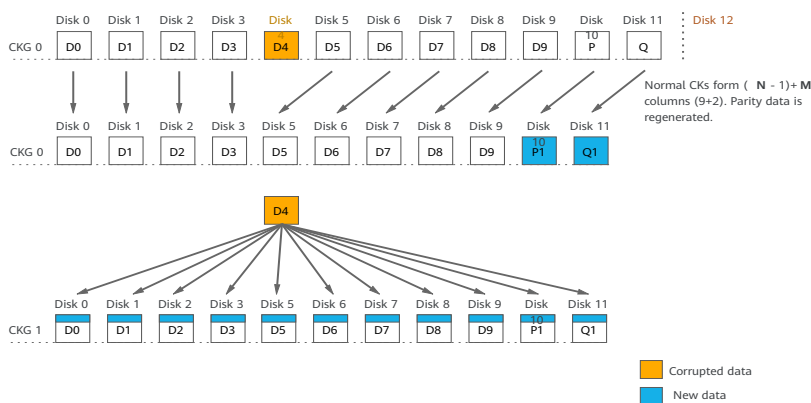 Disk 0 Disk 1 Disk 2 Disk 3 Disk 4 Disk 5 Disk 6 Disk 7 Disk 8 Disk 9 Disk 10 Disk 11 Disk 12
CKG 0 D0 D1 D2 D3 D4 D5 D6 D7 D8 D9 P Q
Normal CKs form ( N - 1)+ M
columns (9+2). Parity data is
regenerated.
Disk 0 Disk 1 Disk 2 Disk 3 Disk 5 Disk 6 Disk 7 Disk 8 Disk 9 Disk 10 Disk 11
CKG 0 D0 D1 D2 D3 D5 D6 D7 D8 D9 P1 Q1
D4
Disk 0 Disk 1 Disk 2 Disk 3 Disk 5 Disk 6 Disk 7 Disk 8 Disk 9 Disk 10 Disk 11
CKG 1 D0 D1 D2 D3 D5 D6 D7 D8 D9 P1 Q1
Corrupted data
New data